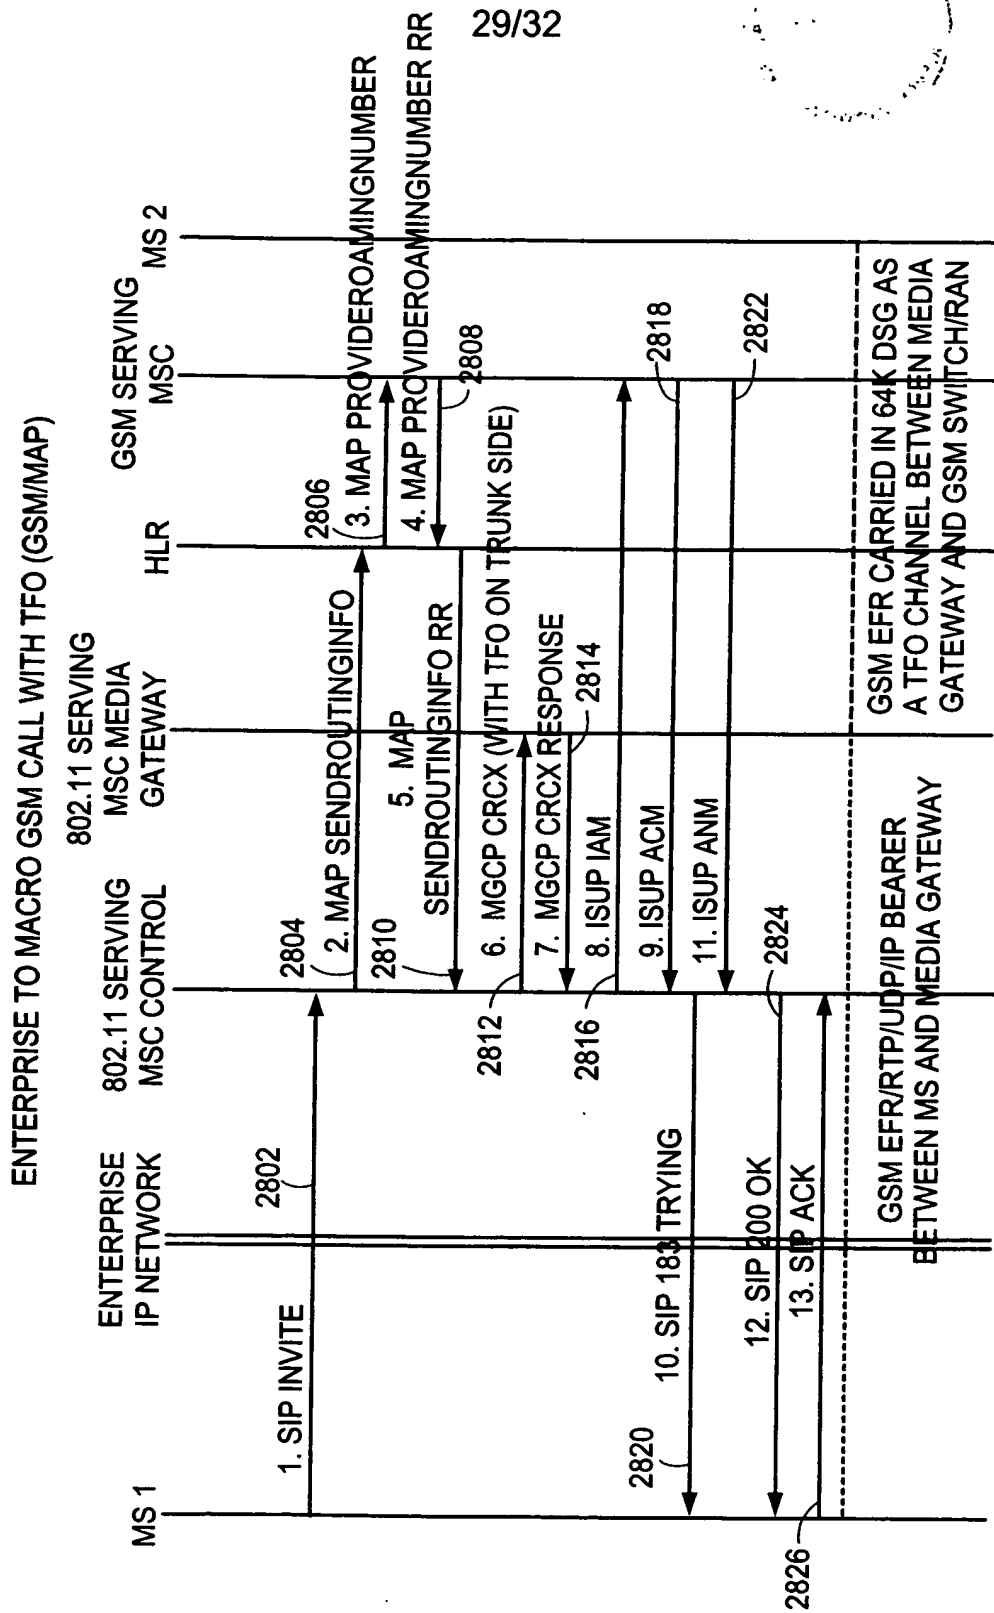 29/32
ENTERPRISE TO MACRO GSM CALL WITH TFO (GSM/MAP)
MS 1
ENTERPRISE
IP NETWORK
802.11 SERVING
MSC CONTROL
802.11 SERVING
MSC MEDIA
GATEWAY
HLR
GSM SERVING
MSC
MS 2
1. SIP INVITE
2802
2804
2. MAP SENDROUTINGINFO
2806
3. MAP PROVIDEROAMINGNUMBER
4. MAP PROVIDEROAMINGNUMBER RR
2808
2810
5. MAP
SENDROUTINGINFO RR
2812
6. MGCP CRCX (WITH TFO ON TRUNK SIDE)
7. MGCP CRCX RESPONSE
2814
2816
8. ISUP IAM
9. ISUP ACM
2818
2820
10. SIP 183 TRYING
11. ISUP ANM
2822
12. SIP 200 OK
2824
13. SIP ACK
2826
GSM EFR/RTP/UDP/IP BEARER
BETWEEN MS AND MEDIA GATEWAY
GSM EFR CARRIED IN 64K DSG AS
A TFO CHANNEL BETWEEN MEDIA
GATEWAY AND GSM SWITCH/RAN